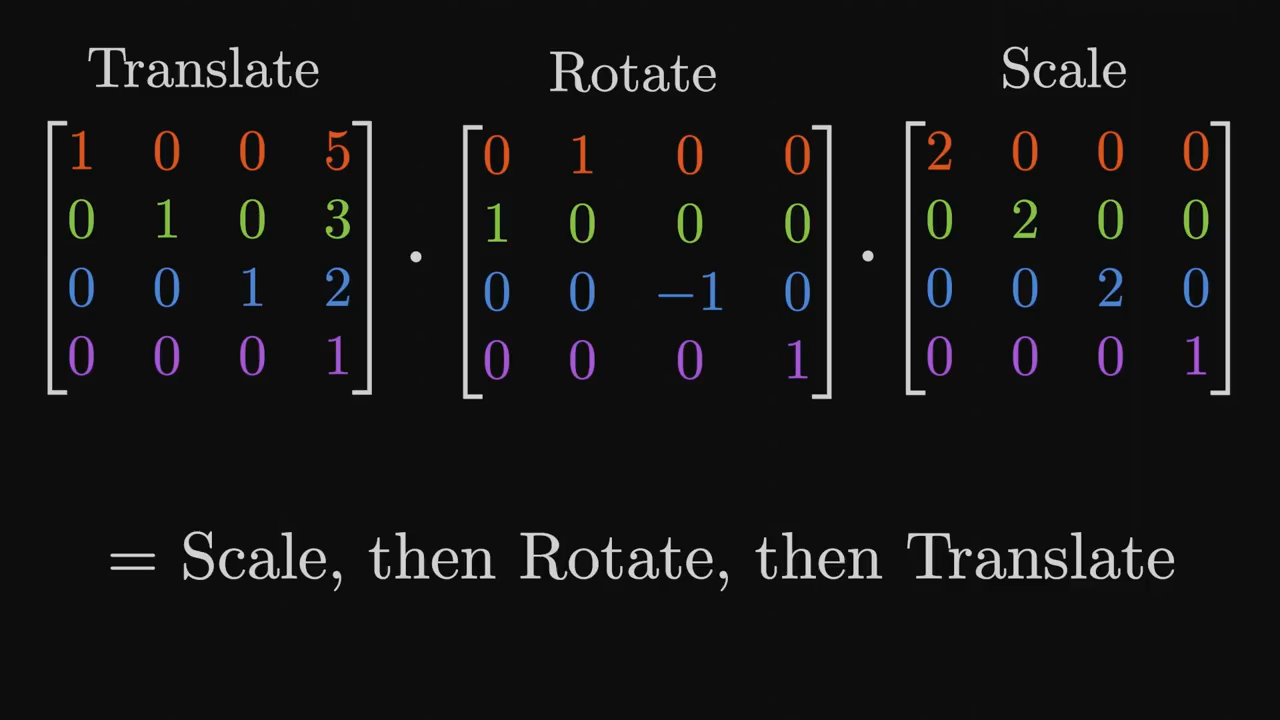 Translate Rotate Scale
1 0 0 5 0 1 0 0 2 0 0 0
0 1 0 3 1 0 0 0 0 2 0 0
0 0 1 2 · 0 0 −1 0 · 0 0 2 0
0 0 0 1 0 0 0 1 0 0 0 1
= Scale, then Rotate, then Translate